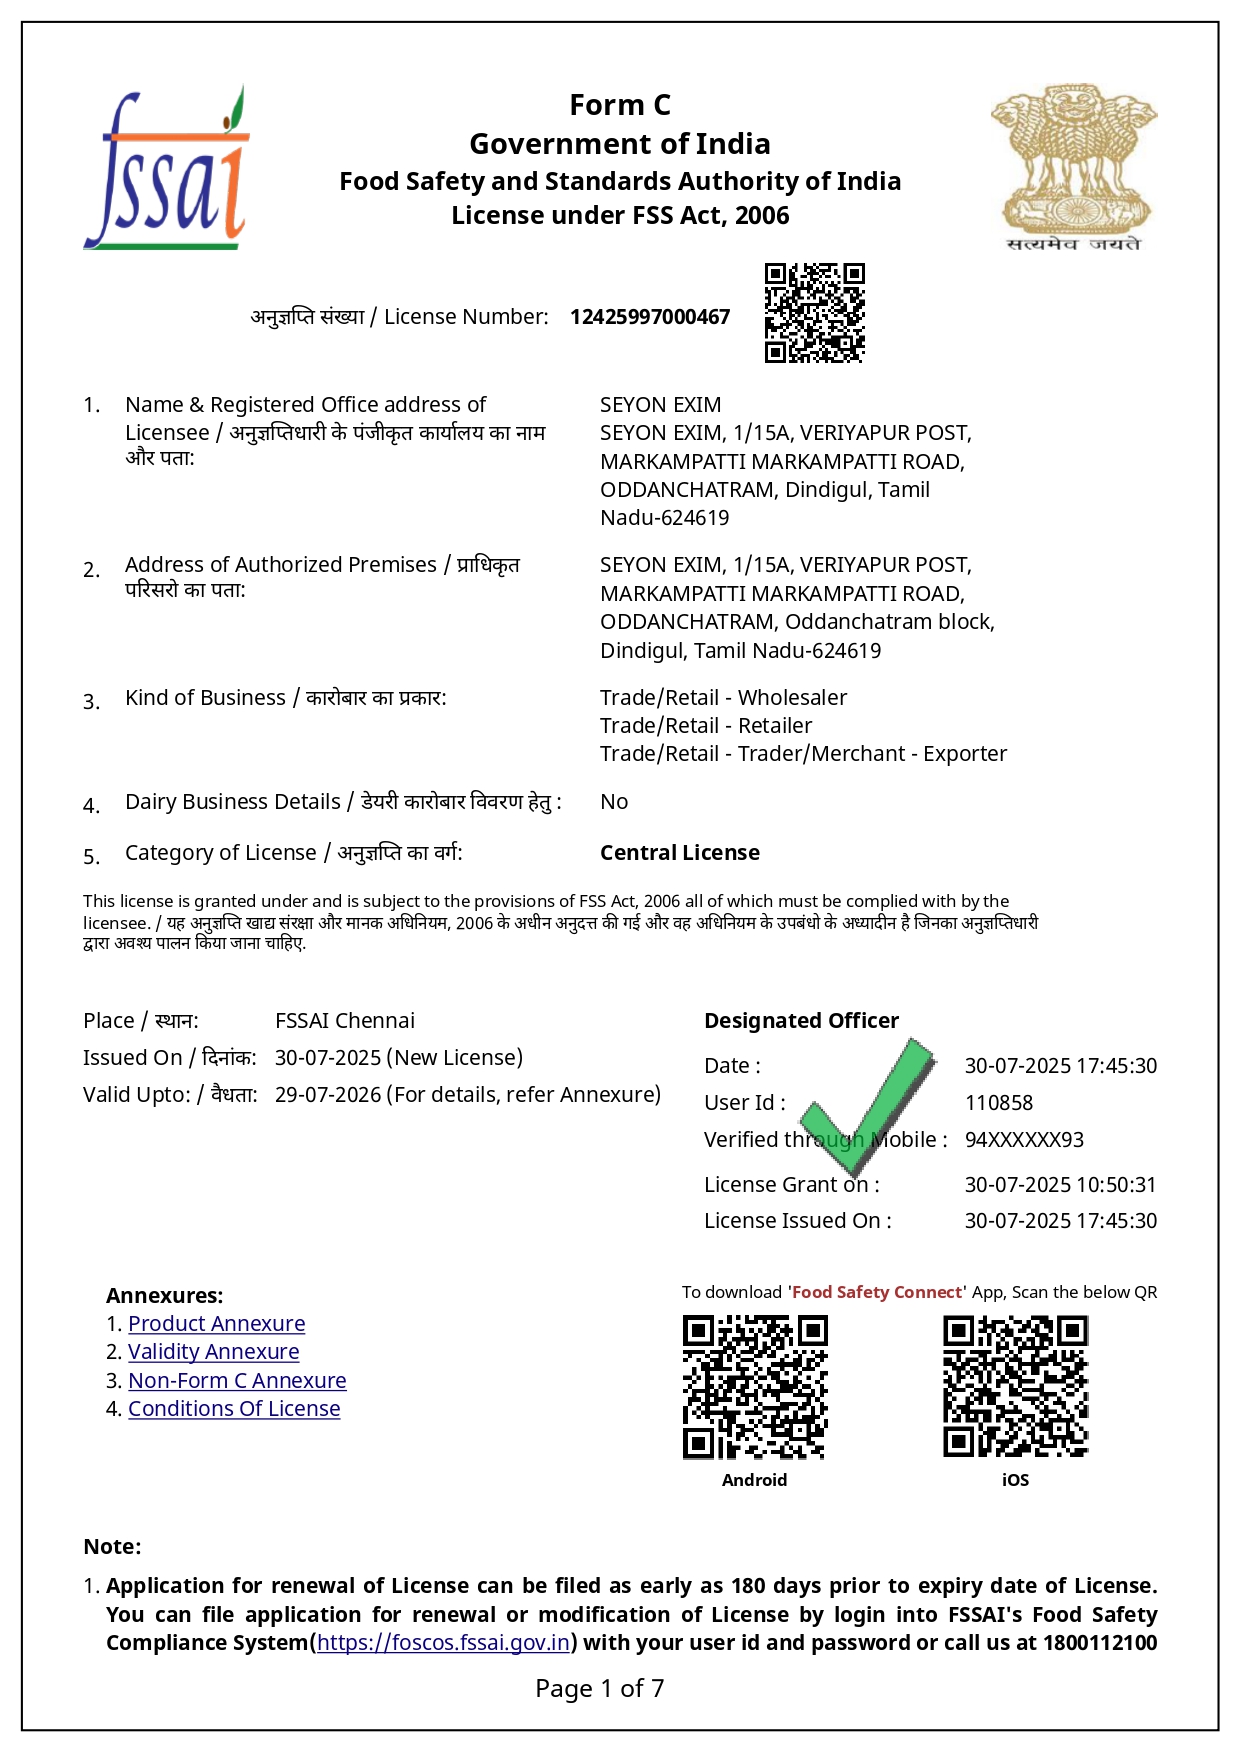 fssai
Form C
Government of India
Food Safety and Standards Authority of India
License under FSS Act, 2006
सत्यमेव जयते
अनुज्ञप्ति संख्या / License Number: 12425997000467
1. Name & Registered Office address of
Licensee / अनुज्ञप्तिधारी के पंजीकृत कार्यालय का नाम
और पता:
SEYON EXIM
SEYON EXIM, 1/15A, VERIYAPUR POST,
MARKAMPATTI MARKAMPATTI ROAD,
ODDANCHATRAM, Dindigul, Tamil
Nadu-624619
2. Address of Authorized Premises / प्राधिकृत
परिसरो का पता:
SEYON EXIM, 1/15A, VERIYAPUR POST,
MARKAMPATTI MARKAMPATTI ROAD,
ODDANCHATRAM, Oddanchatram block,
Dindigul, Tamil Nadu-624619
3. Kind of Business / कारोबार का प्रकार:
Trade/Retail - Wholesaler
Trade/Retail - Retailer
Trade/Retail - Trader/Merchant - Exporter
4. Dairy Business Details / डेयरी कारोबार विवरण हेतु : No
5. Category of License / अनुज्ञप्ति का वर्ग: Central License
This license is granted under and is subject to the provisions of FSS Act, 2006 all of which must be complied with by the
licensee. / यह अनुज्ञप्ति खाद्य संरक्षा और मानक अधिनियम, 2006 के अधीन अनुदत्त की गई और वह अधिनियम के उपबंधो के अध्यादीन है जिनका अनुज्ञप्तिधारी
द्वारा अवश्य पालन किया जाना चाहिए.
Place / स्थान: FSSAI Chennai
Issued On / दिनांक: 30-07-2025 (New License)
Valid Upto: / वैधता: 29-07-2026 (For details, refer Annexure)
Designated Officer
Date : 30-07-2025 17:45:30
User Id : 110858
Verified through Mobile : 94XXXXXX93
License Grant on : 30-07-2025 10:50:31
License Issued On : 30-07-2025 17:45:30
Annexures:
1. Product Annexure
2. Validity Annexure
3. Non-Form C Annexure
4. Conditions Of License
To download 'Food Safety Connect' App, Scan the below QR
Android iOS
Note:
1. Application for renewal of License can be filed as early as 180 days prior to expiry date of License.
You can file application for renewal or modification of License by login into FSSAI's Food Safety
Compliance System(https://foscos.fssai.gov.in) with your user id and password or call us at 1800112100
Page 1 of 7